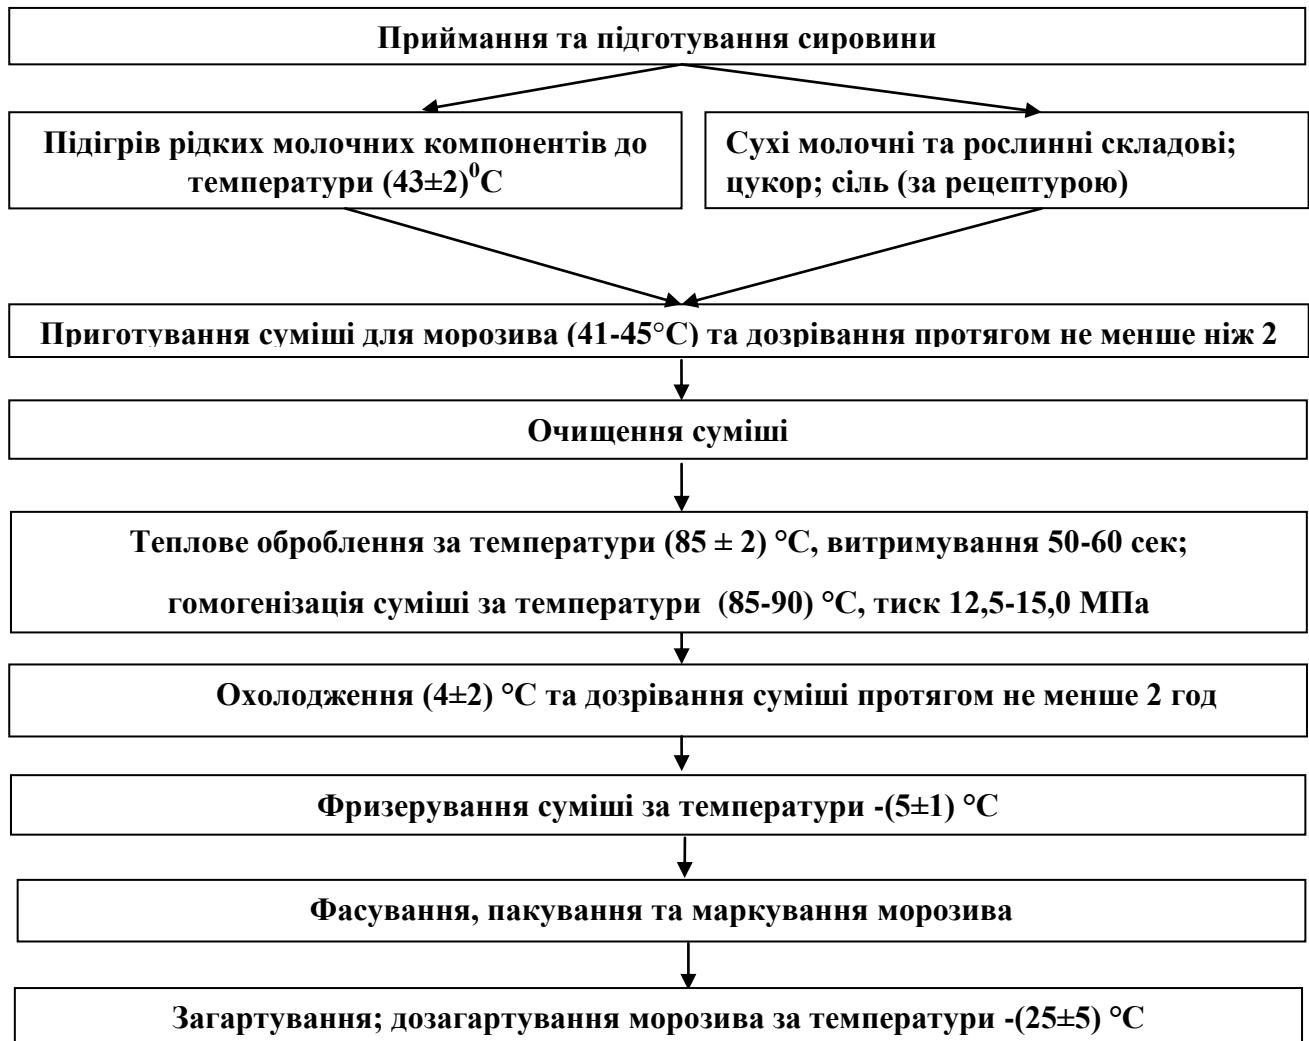 Приймання та підготування сировини
Підігрів рідких молочних компонентів до
температури (43±2)⁰С
Сухі молочні та рослинні складові;
цукор; сіль (за рецептурою)
Приготування суміші для морозива (41-45°С) та дозрівання протягом не менше ніж 2
Очищення суміші
Теплове оброблення за температури (85 ± 2) °С, витримування 50-60 сек;
гомогенізація суміші за температури (85-90) °С, тиск 12,5-15,0 МПа
Охолодження (4±2) °С та дозрівання суміші протягом не менше 2 год
Фризерування суміші за температури -(5±1) °С
Фасування, пакування та маркування морозива
Загартування; дозагартування морозива за температури -(25±5) °С